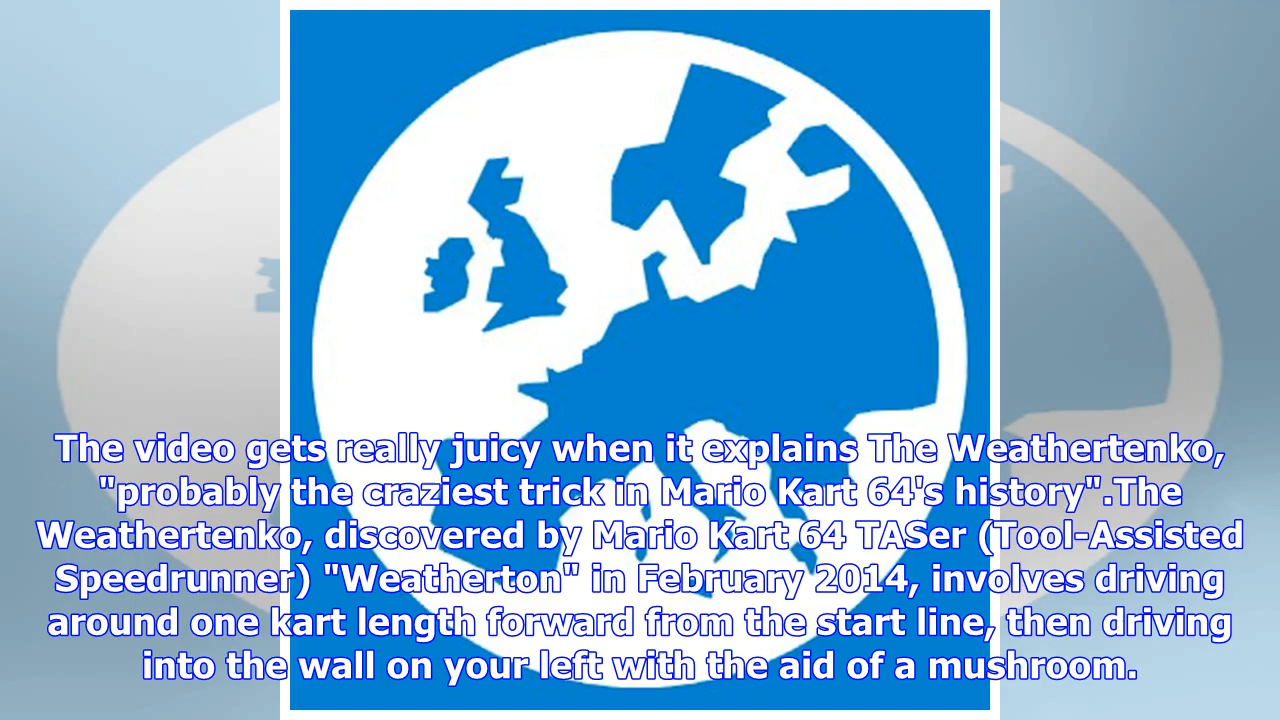 The video gets really juicy when it explains The Weathertenko,
"probably the craziest trick in Mario Kart 64's history".The
Weathertenko, discovered by Mario Kart 64 TASer (Tool-Assisted
Speedrunner) "Weatherton" in February 2014, involves driving
around one kart length forward from the start line, then driving
into the wall on your left with the aid of a mushroom.